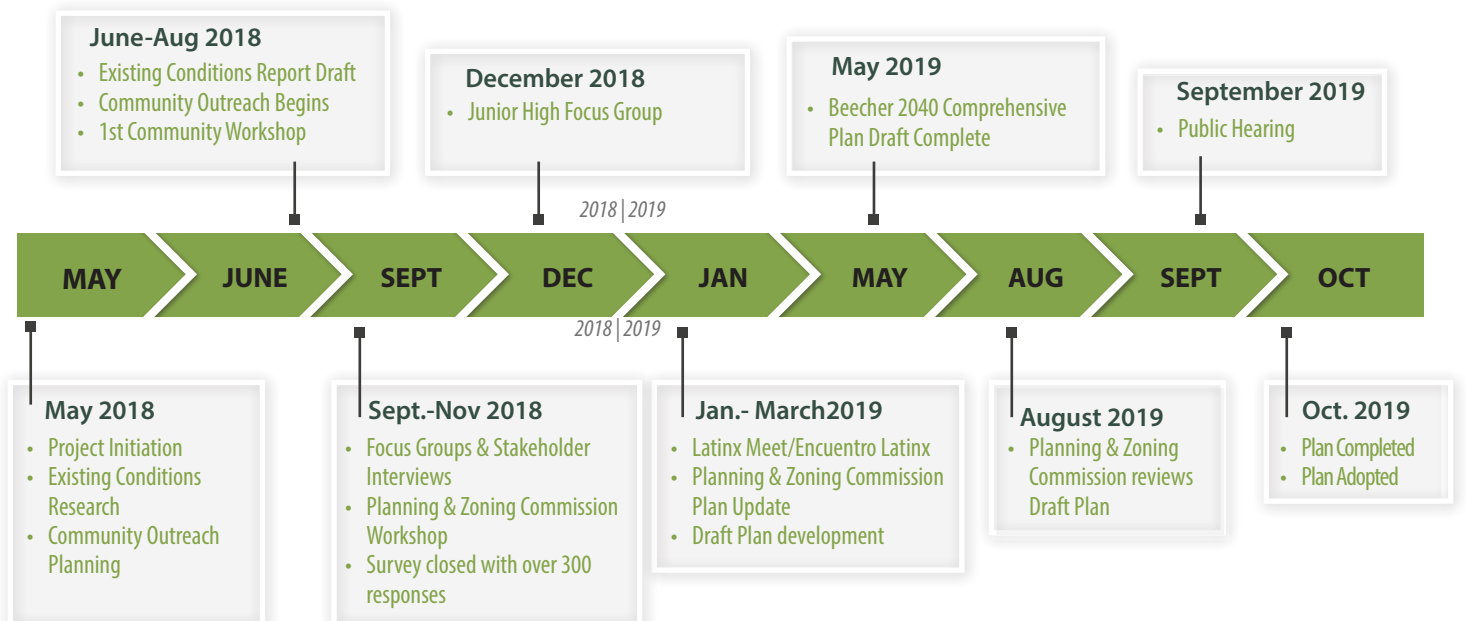 June-Aug 2018
• Existing Conditions Report Draft
• Community Outreach Begins
• 1st Community Workshop
December 2018
• Junior High Focus Group
May 2019
• Beecher 2040 Comprehensive
Plan Draft Complete
September 2019
• Public Hearing
2018 | 2019
MAY
JUNE
SEPT
DEC
JAN
MAY
AUG
SEPT
OCT
2018 | 2019
May 2018
• Project Initiation
• Existing Conditions
Research
• Community Outreach
Planning
Sept.-Nov 2018
• Focus Groups & Stakeholder
Interviews
• Planning & Zoning Commission
Workshop
• Survey closed with over 300
responses
Jan.- March2019
• Latinx Meet/Encuentro Latinx
• Planning & Zoning Commission
Plan Update
• Draft Plan development
August 2019
• Planning & Zoning
Commission reviews
Draft Plan
Oct. 2019
• Plan Completed
• Plan Adopted